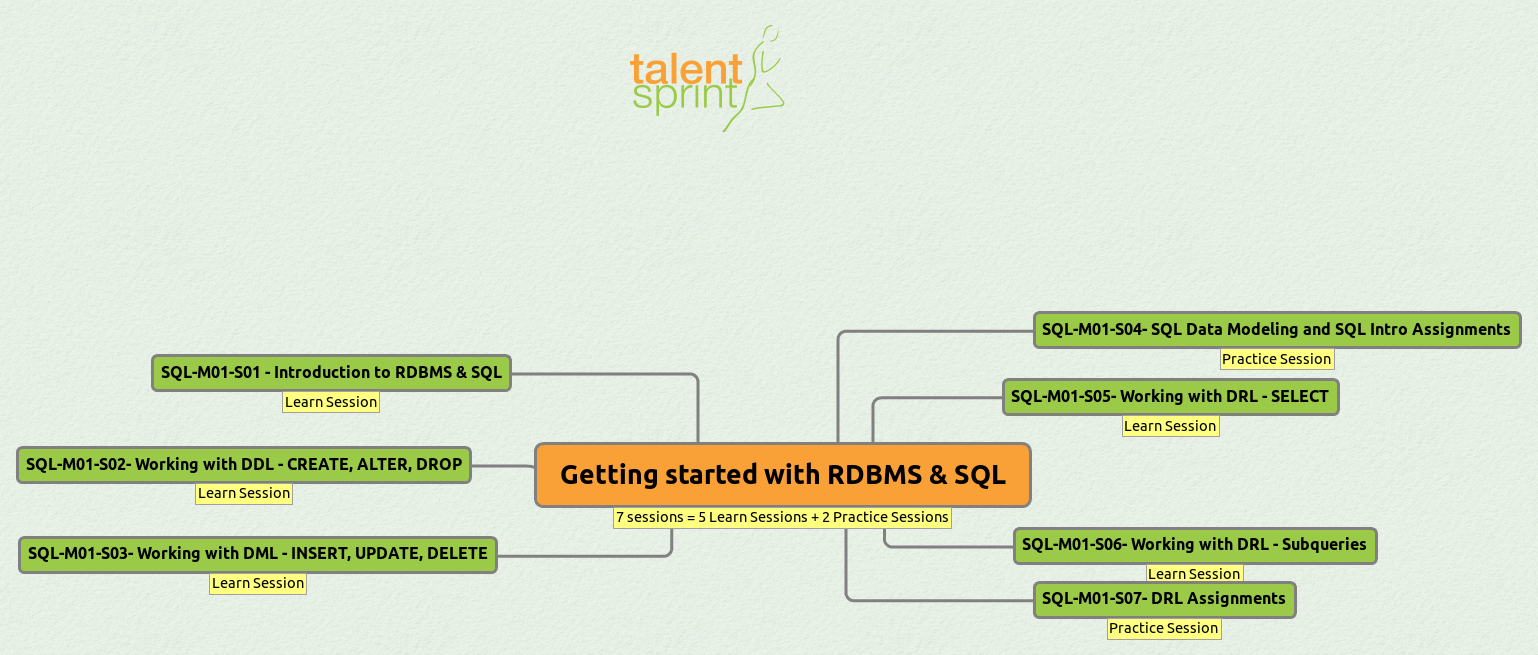 talent
sprint
SQL-M01-S04- SQL Data Modeling and SQL Intro Assignments
Practice Session
SQL-M01-S01 - Introduction to RDBMS & SQL
Learn Session
SQL-M01-S05- Working with DRL - SELECT
Learn Session
SQL-M01-S02- Working with DDL - CREATE, ALTER, DROP
Learn Session
Getting started with RDBMS & SQL
7 sessions = 5 Learn Sessions + 2 Practice Sessions
SQL-M01-S03- Working with DML - INSERT, UPDATE, DELETE
Learn Session
SQL-M01-S06- Working with DRL - Subqueries
Learn Session
SQL-M01-S07- DRL Assignments
Practice Session